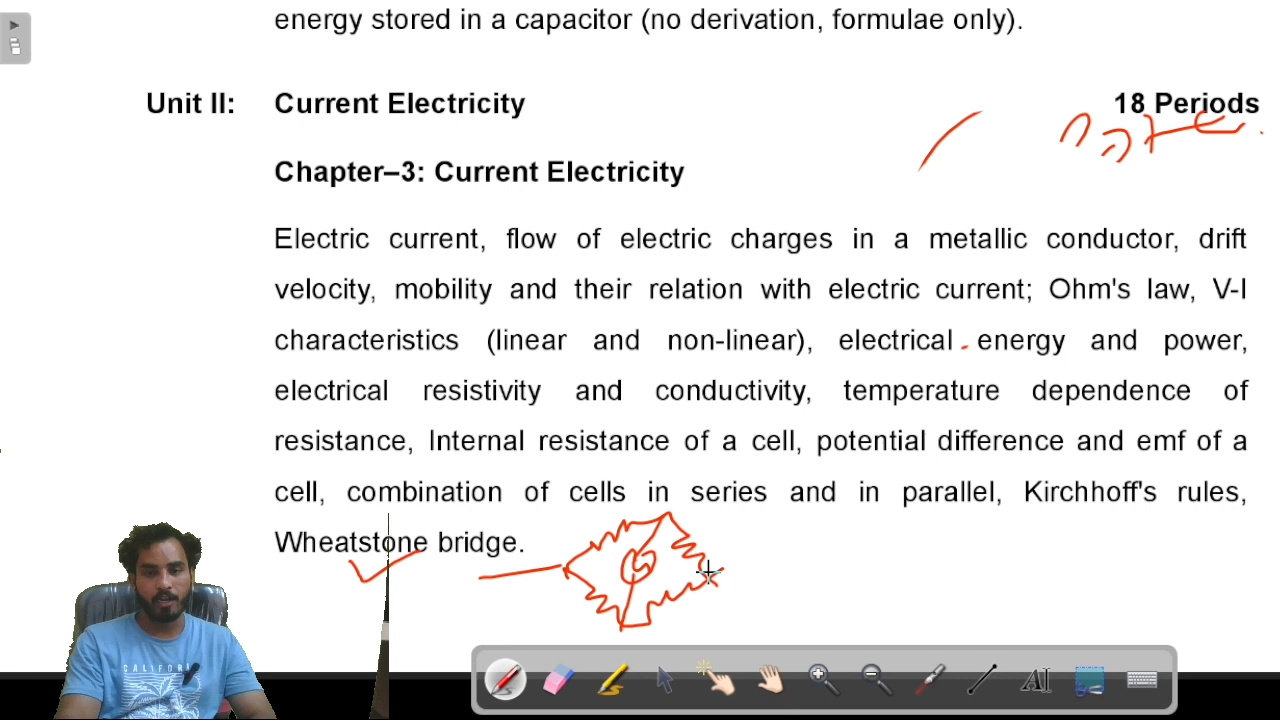 energy stored in a capacitor (no derivation, formulae only).
Unit II: Current Electricity 18 Periods
Chapter–3: Current Electricity
Electric current, flow of electric charges in a metallic conductor, drift
velocity, mobility and their relation with electric current; Ohm's law, V-I
characteristics (linear and non-linear), electrical energy and power,
electrical resistivity and conductivity, temperature dependence of
resistance, Internal resistance of a cell, potential difference and emf of a
cell, combination of cells in series and in parallel, Kirchhoff's rules,
Wheatstone bridge.
G
CALIFORNIA
AI